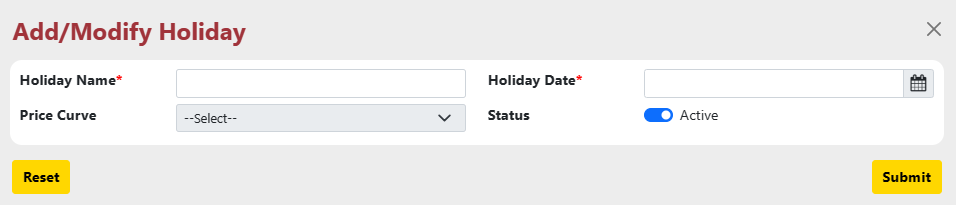 Add/Modify Holiday
Holiday Name*
Holiday Date*
Price Curve
--Select--
Status
Active
Reset
Submit